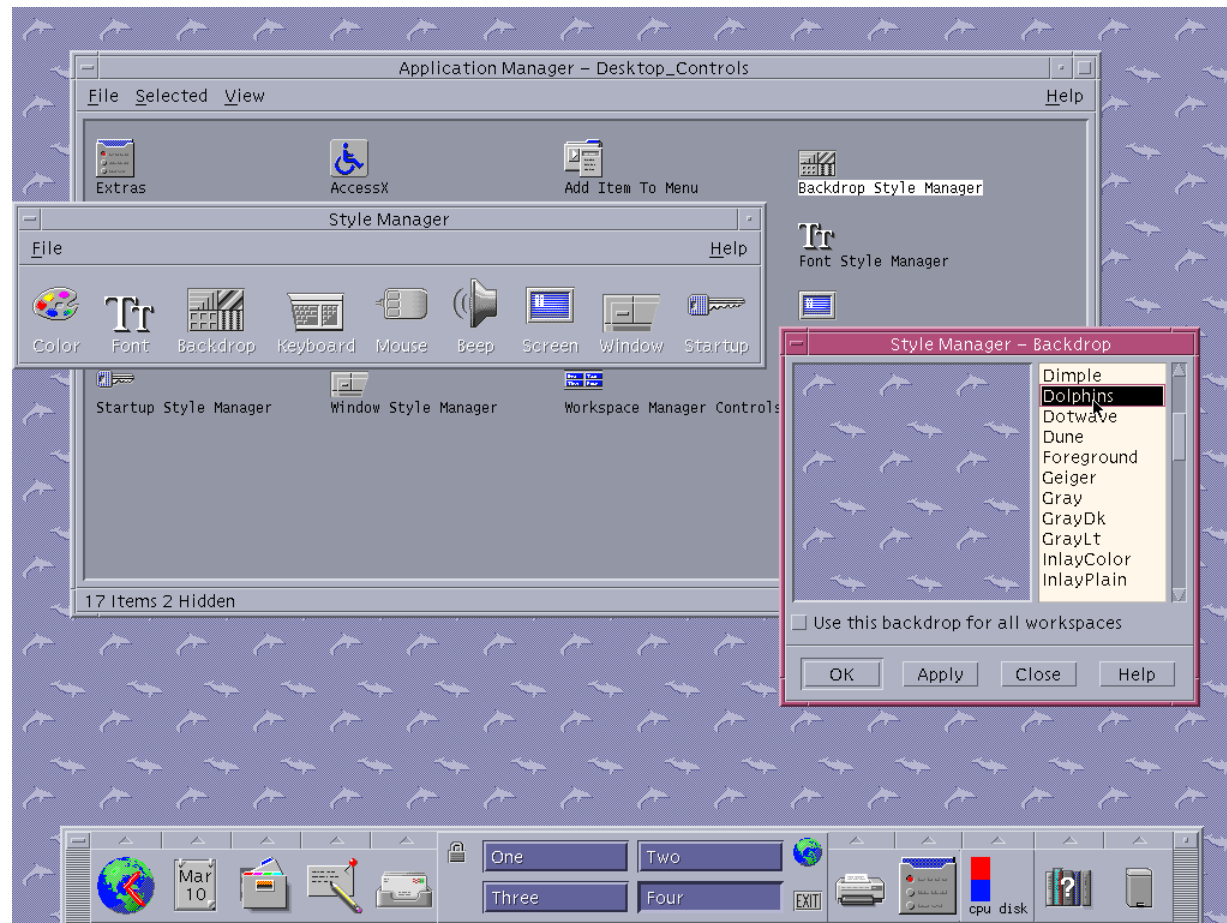 Application Manager – Desktop_Controls
File Selected View Help
Extras AccessX Add Item To Menu Backdrop Style Manager
Style Manager
File Help
Font Style Manager
Color Font Backdrop Keyboard Mouse Beep Screen Window Startup
Startup Style Manager Window Style Manager Workspace Manager Controls
17 Items 2 Hidden
Style Manager – Backdrop
Dimple
Dolphins
Dotwave
Dune
Foreground
Geiger
Gray
GrayDk
GrayLt
InlayColor
InlayPlain
Use this backdrop for all workspaces
OK Apply Close Help
Mar
10
One Two
Three Four
EXIT
cpu disk
?